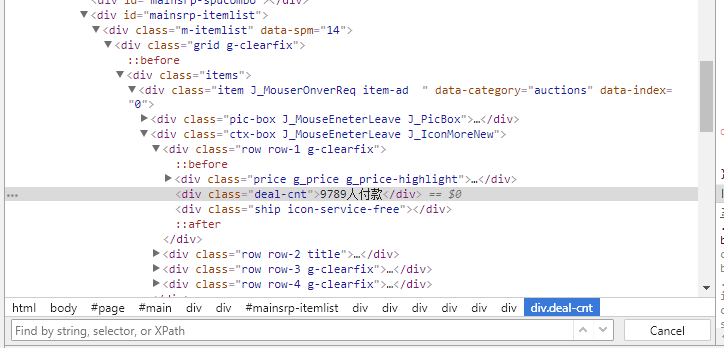 <div id="mainsrp-itemlist">
<div class="m-itemlist" data-spm="14">
<div class="grid g-clearfix">
::before
<div class="items">
<div class="item J_MouserOnverReq item-ad  " data-category="auctions" data-index=
"0">
<div class="pic-box J_MouseEneterLeave J_PicBox">…</div>
<div class="ctx-box J_MouseEneterLeave J_IconMoreNew">
<div class="row row-1 g-clearfix">
::before
<div class="price g_price g_price-highlight">…</div>
… <div class="deal-cnt">9789人付款</div> == $0
<div class="ship icon-service-free"></div>
::after
</div>
<div class="row row-2 title">…</div>
<div class="row row-3 g-clearfix">…</div>
<div class="row row-4 g-clearfix">…</div>
html body #page #main div div #mainsrp-itemlist div div div div div div div.deal-cnt
Find by string, selector, or XPath Cancel